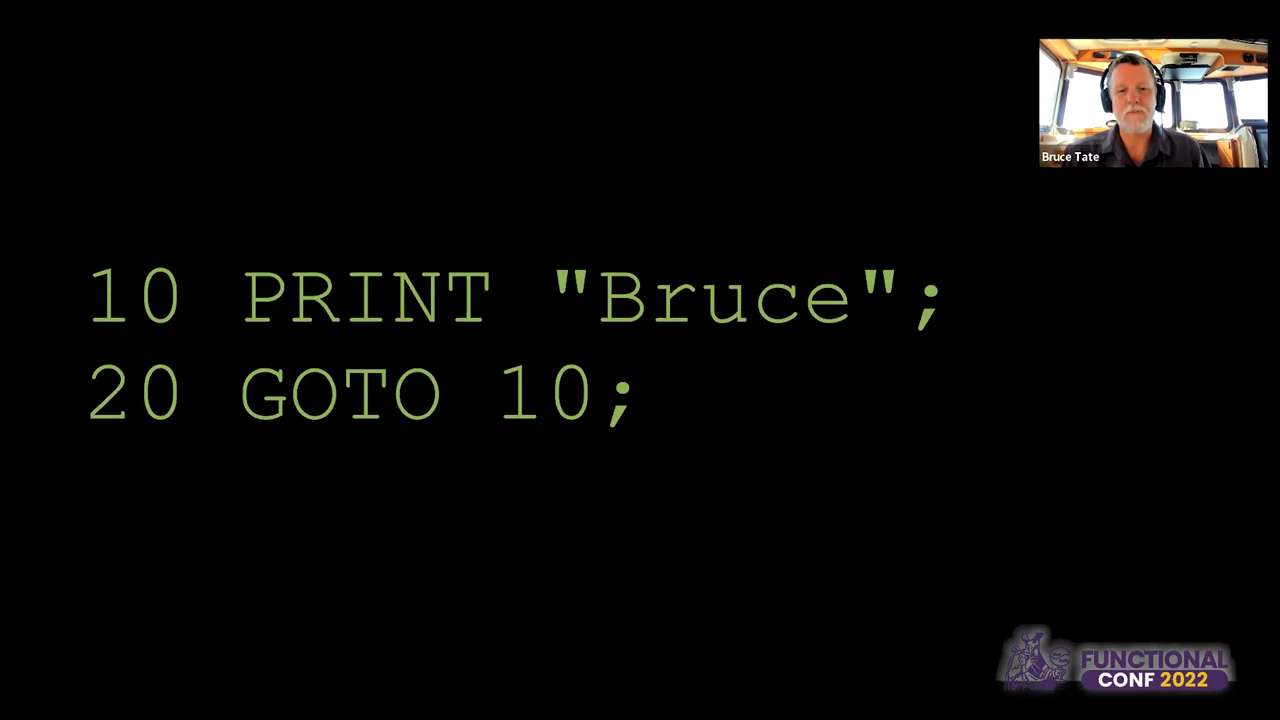 Bruce Tate
10 PRINT "Bruce";
20 GOTO 10;
FUNCTIONAL
CONF 2022